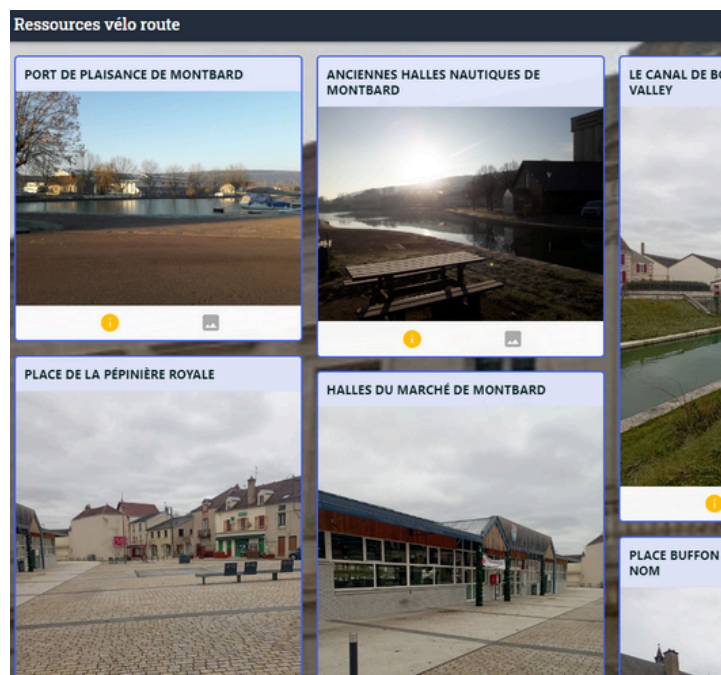 Ressources vélo route
PORT DE PLAISANCE DE MONTBARD
ANCIENNES HALLES NAUTIQUES DE
MONTBARD
LE CANAL DE
VALLEY
PLACE DE LA PÉPINIÈRE ROYALE
HALLES DU MARCHÉ DE MONTBARD
PLACE BUFFON
NOM